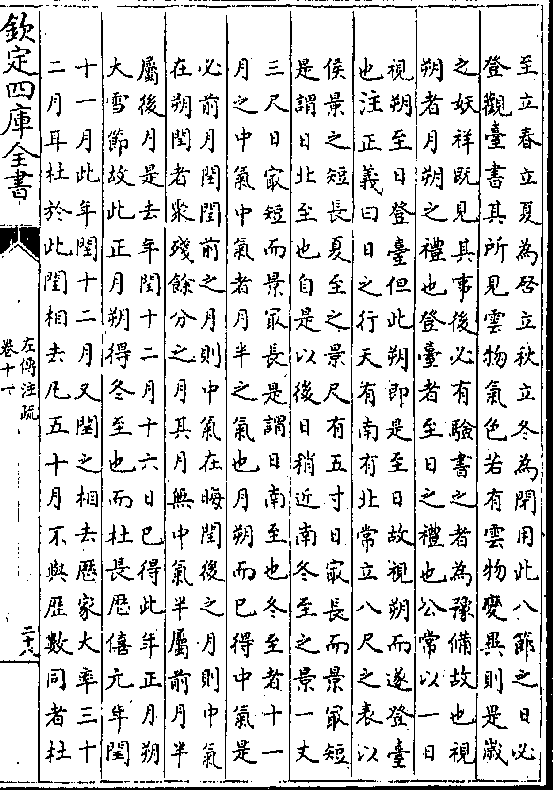 至立春立夏為啓立秋立冬為閉用此八節之日必
登觀臺書其所見雲物氣色若有雲物變異則是歲
之妖祥既見其事後必有驗書之者為豫備故也視
朔者月朔之禮也登臺者至日之禮也公常以一日
視朔至日登臺但此朔即是至日故視朔而遂登臺
也注正義曰日之行天有南有北常立八尺之表以
侯景之短長夏至之景尺有五寸日㝡長而景㝡短
是謂日北至也自是以後日稍近南冬至之景一丈
三尺日㝡短而景㝡長是謂日南至也冬至者十一
月之中氣中氣者月半之氣也月朔而已得中氣是
必前月閏閏前之月則中氣在晦閏後之月則中氣
在朔閏者聚殘餘分之月其月無中氣半屬前月半
屬後月是去年閏十二月十六日已得此年正月朔
大雪節故此正月朔得冬至也而杜長厯僖元年閏
十一月此年閏十二月又閏之相去厯家大率三十
二月耳杜於此閏相去凡五十月不與厯數同者杜
欽定四庫全書
左傳注疏
卷十一
二十八